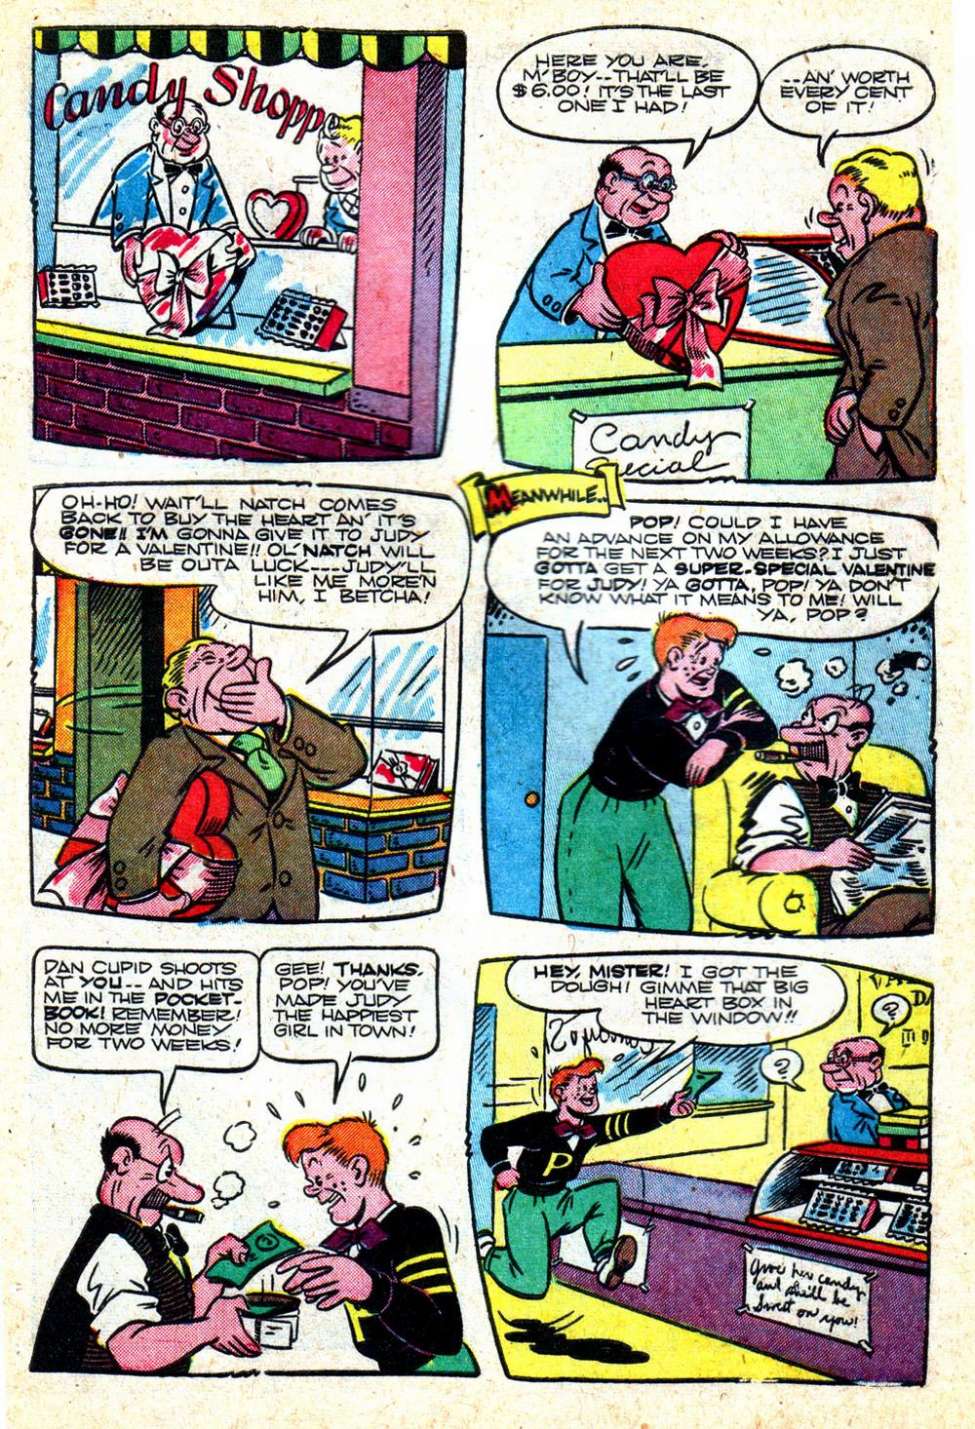 Candy Shoppe
HERE YOU ARE,
M'BOY--THAT'LL BE
$6.00! IT'S THE LAST
ONE I HAD!
--AN' WORTH
EVERY CENT
OF IT!
Candy
Special
OH-HO! WAIT'LL NATCH COMES
BACK TO BUY THE HEART AN' IT'S
GONE!! I'M GONNA GIVE IT TO JUDY
FOR A VALENTINE!! OL' NATCH WILL
BE OUTA LUCK---JUDY'LL
LIKE ME MORE'N
HIM, I BETCHA!
MEANWHILE..
POP! COULD I HAVE
AN ADVANCE ON MY ALLOWANCE
FOR THE NEXT TWO WEEKS? I JUST
GOTTA GET A SUPER-SPECIAL VALENTINE
FOR JUDY! YA GOTTA, POP! YA DON'T
KNOW WHAT IT MEANS TO ME! WILL
YA, POP?
DAN CUPID SHOOTS
AT YOU-- AND HITS
ME IN THE POCKET-
BOOK! REMEMBER!
NO MORE MONEY
FOR TWO WEEKS!
GEE! THANKS,
POP! YOU'VE
MADE JUDY
THE HAPPIEST
GIRL IN TOWN!
HEY, MISTER! I GOT THE
DOUGH! GIMME THAT BIG
HEART BOX IN
THE WINDOW!!
?
?
P
Give her candy
and she'll be
sweet on you!